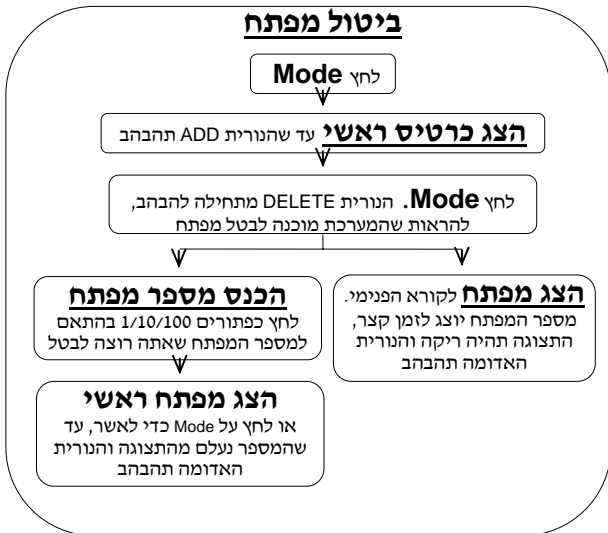 ביטול מפתח
לחץ Mode
הצג כרטיס ראשי עד שהנורית ADD תהבהב
לחץ Mode. הנורית DELETE מתחילה להבהב,
להראות שהמערכת מוכנה לבטל מפתח
הצג מפתח לקורא הפנימי.
מספר המפתח יוצג לזמן קצר,
התצוגה תהיה ריקה והנורית
האדומה תהבהב
הכנס מספר מפתח
לחץ כפתורים 1/10/100 בהתאם
למספר המפתח שאתה רוצה לבטל
הצג מפתח ראשי
או לחץ על Mode כדי לאשר, עד
שהמספר נעלם מהתצוגה והנורית
האדומה תהבהב